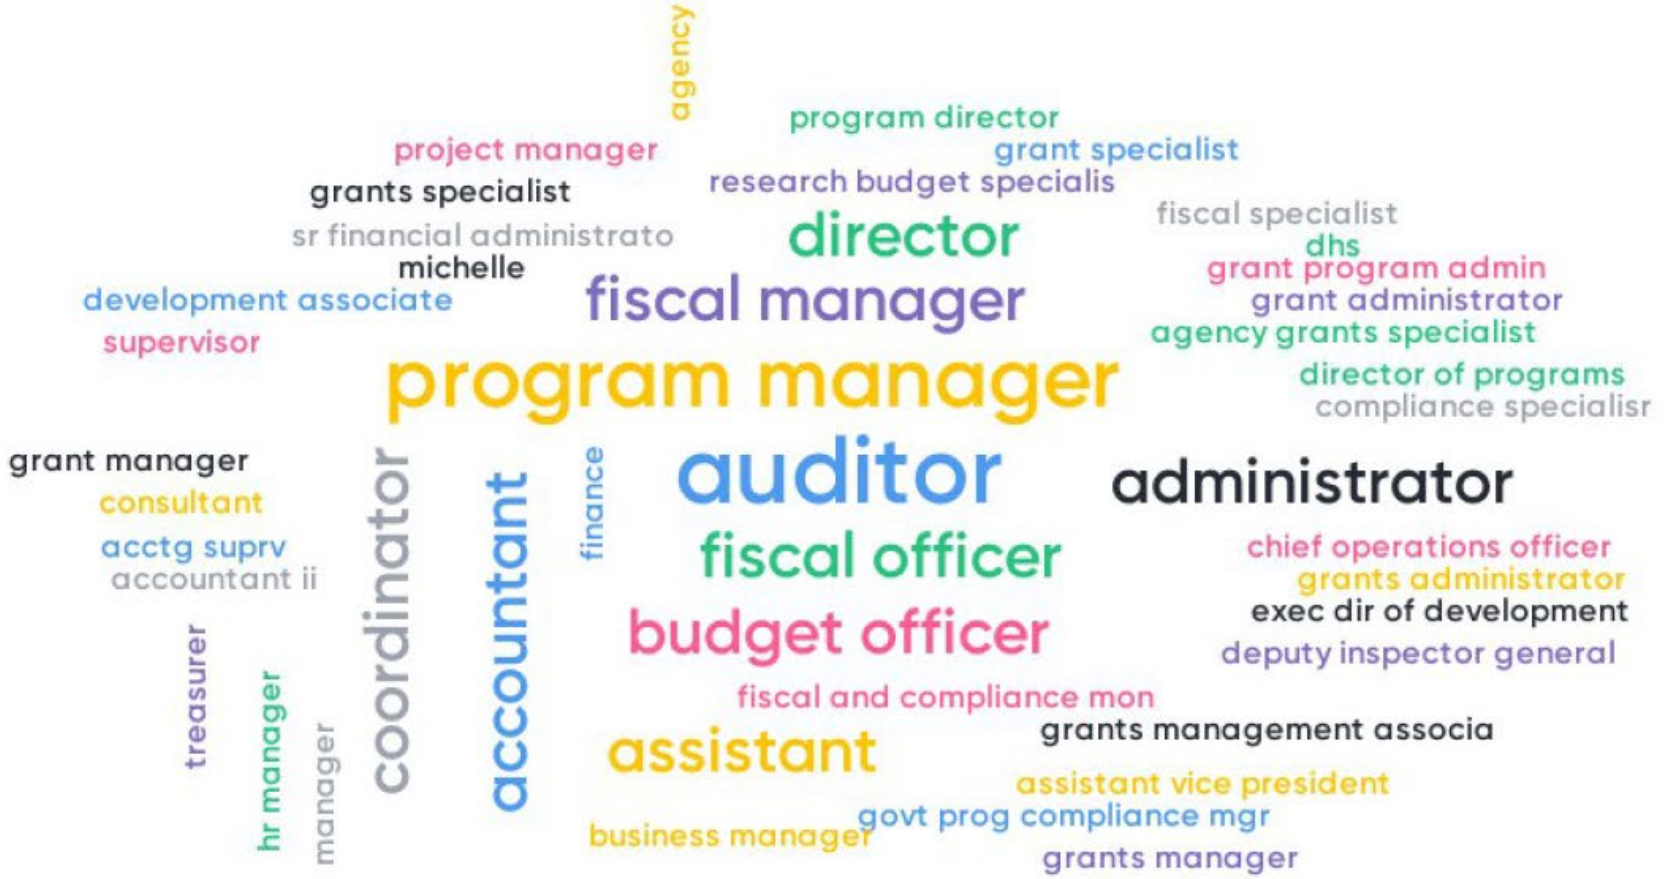 agency
program director
project manager
grant specialist
research budget specialis
grants specialist
fiscal specialist
sr financial administrato
director
dhs
michelle
grant program admin
development associate
fiscal manager
grant administrator
supervisor
agency grants specialist
program manager
director of programs
compliance specialisr
grant manager
coordinator
accountant
finance
auditor
administrator
consultant
acctg suprv
fiscal officer
chief operations officer
accountant ii
grants administrator
exec dir of development
treasurer
budget officer
deputy inspector general
hr manager
manager
fiscal and compliance mon
grants management associa
assistant
assistant vice president
govt prog compliance mgr
business manager
grants manager